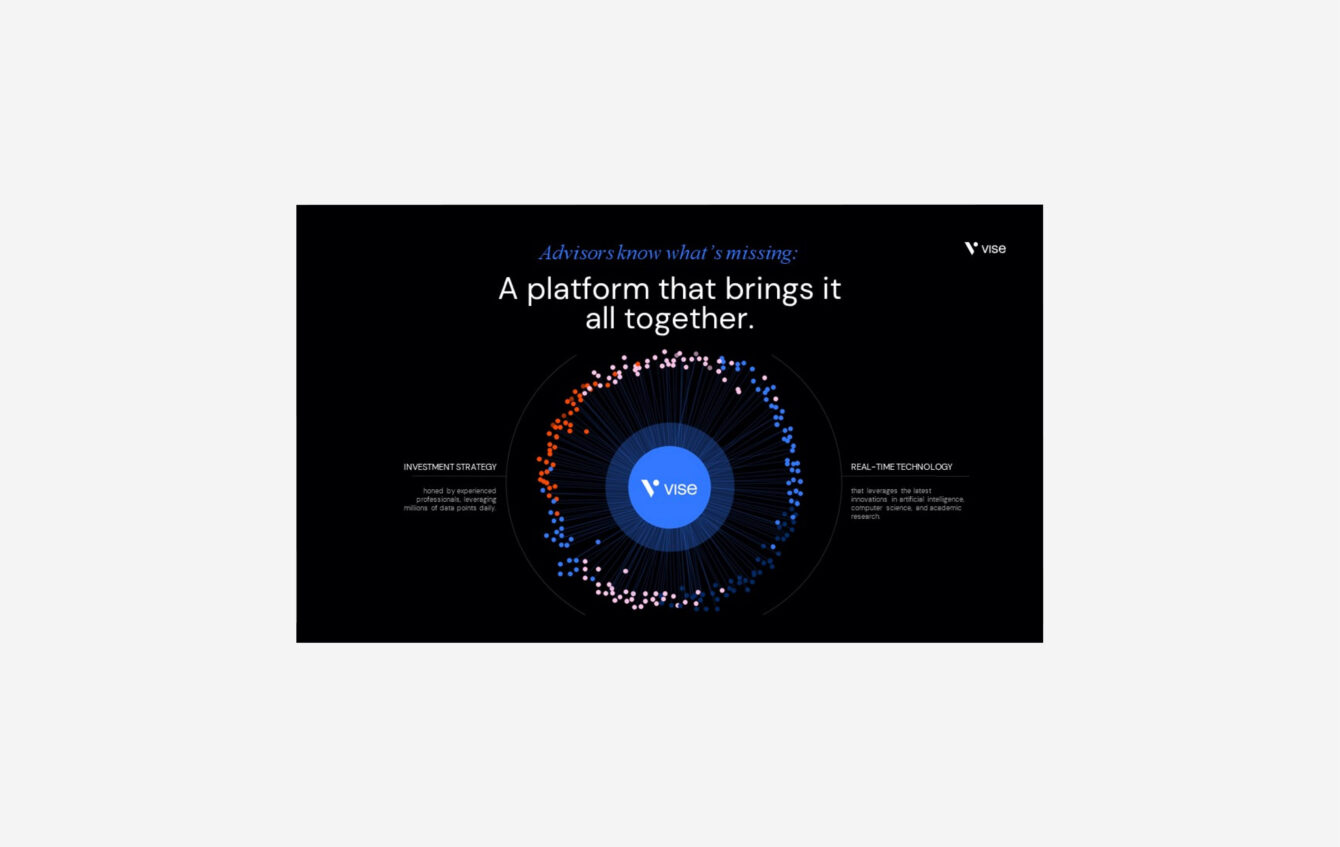 Advisors know what's missing:
vise
A platform that brings it
all together.
INVESTMENT STRATEGY
honed by experienced
professionals, leveraging
millions of data points daily.
vise
REAL-TIME TECHNOLOGY
that leverages the latest
innovations in artificial intelligence,
computer science, and academic
research.